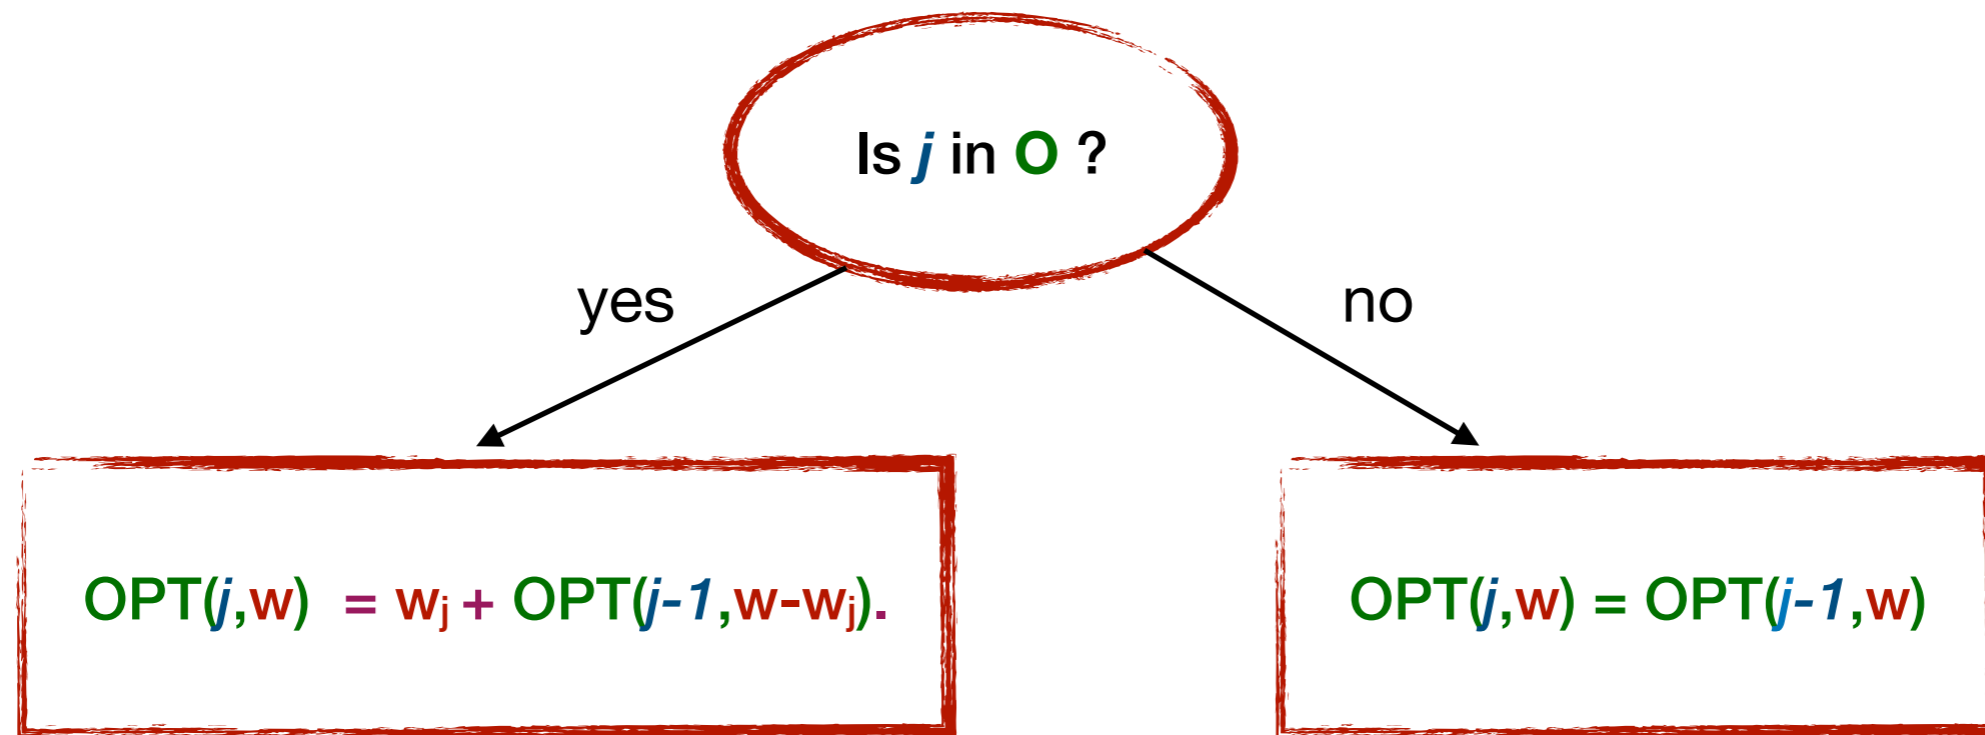 Is j in O ?
yes
no
OPT(j,w) = wj + OPT(j-1,w-wj).
OPT(j,w) = OPT(j-1,w)